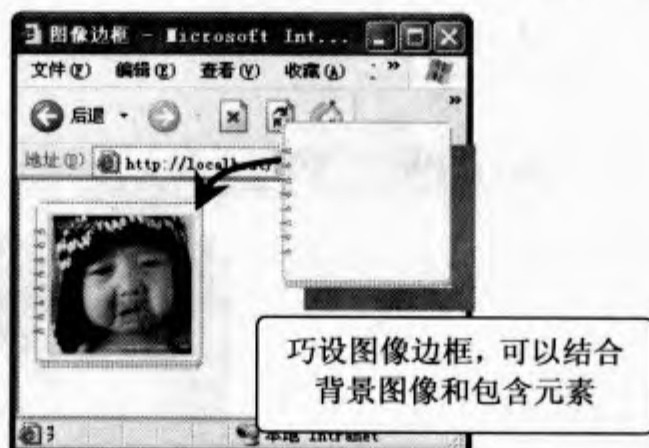 图像边框 - Microsoft Int...
文件(F) 编辑(E) 查看(V) 收藏(A) »
后退 »
地址(D) http://localhost/
巧设图像边框，可以结合
背景图像和包含元素
本地 Intranet